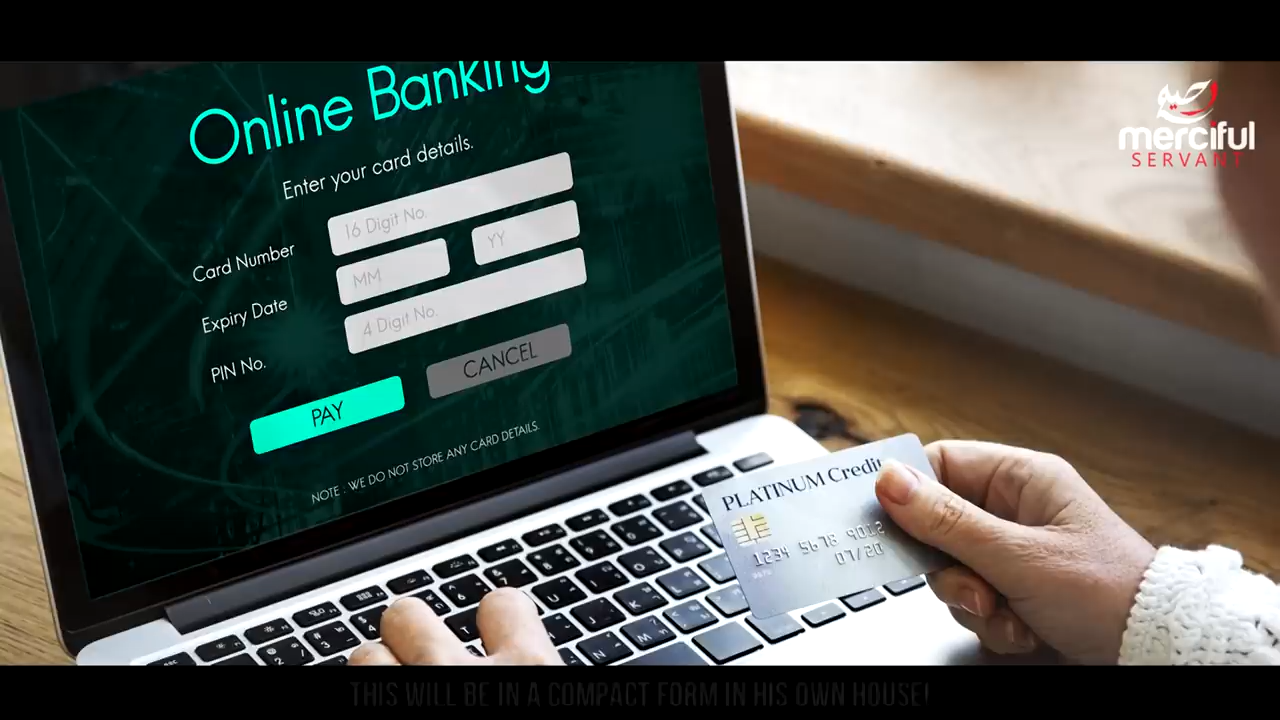 Online Banking
merciful
SERVANT
Enter your card details.
Card Number
16 Digit No.
Expiry Date
MM
YY
PIN No.
4 Digit No.
PAY
CANCEL
NOTE : WE DO NOT STORE ANY CARD DETAILS.
PLATINUM Credit
1234 5678 9012
07/20
THIS WILL BE IN A COMPACT FORM IN HIS OWN HOUSE!